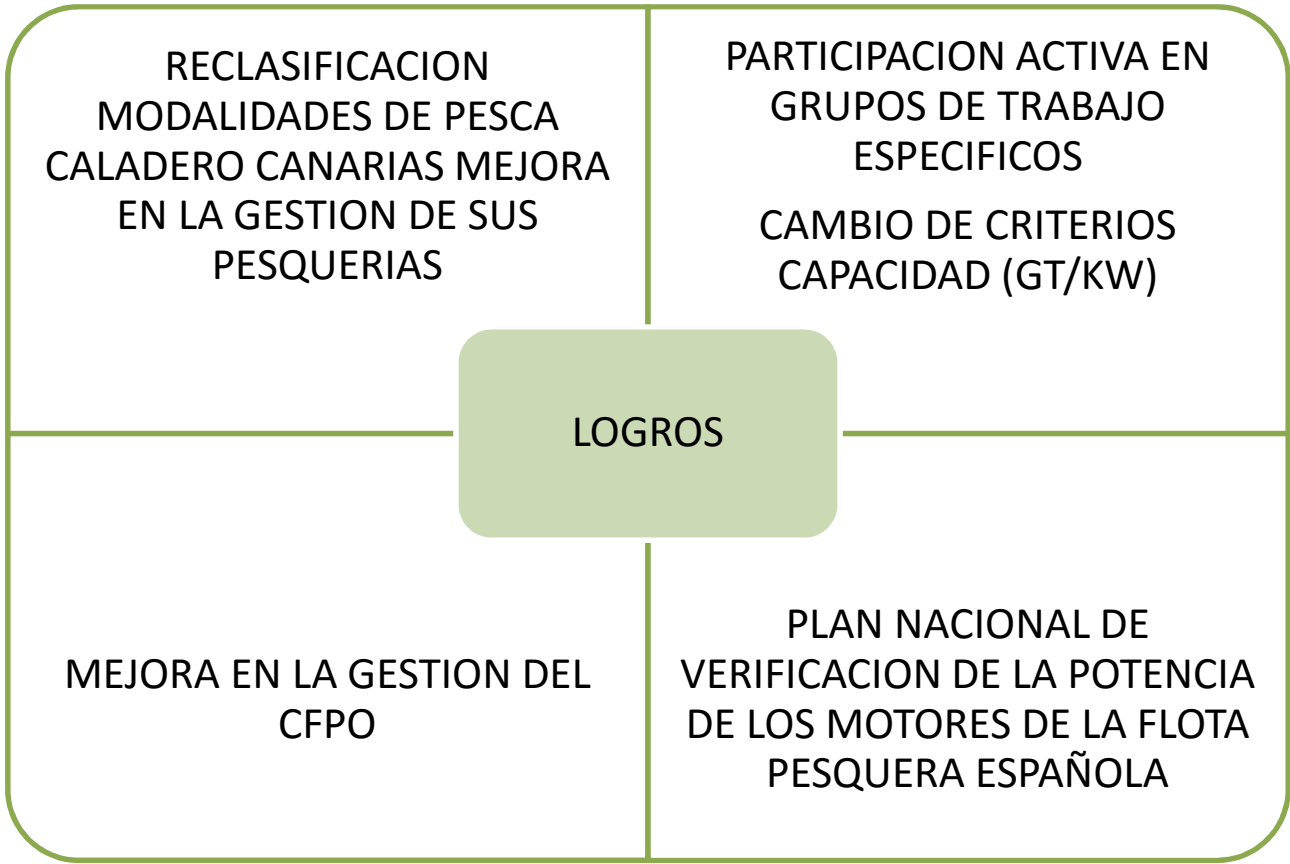 RECLASIFICACION
MODALIDADES DE PESCA
CALADERO CANARIAS MEJORA
EN LA GESTION DE SUS
PESQUERIAS
PARTICIPACION ACTIVA EN
GRUPOS DE TRABAJO
ESPECIFICOS
CAMBIO DE CRITERIOS
CAPACIDAD (GT/KW)
LOGROS
MEJORA EN LA GESTION DEL
CFPO
PLAN NACIONAL DE
VERIFICACION DE LA POTENCIA
DE LOS MOTORES DE LA FLOTA
PESQUERA ESPAÑOLA